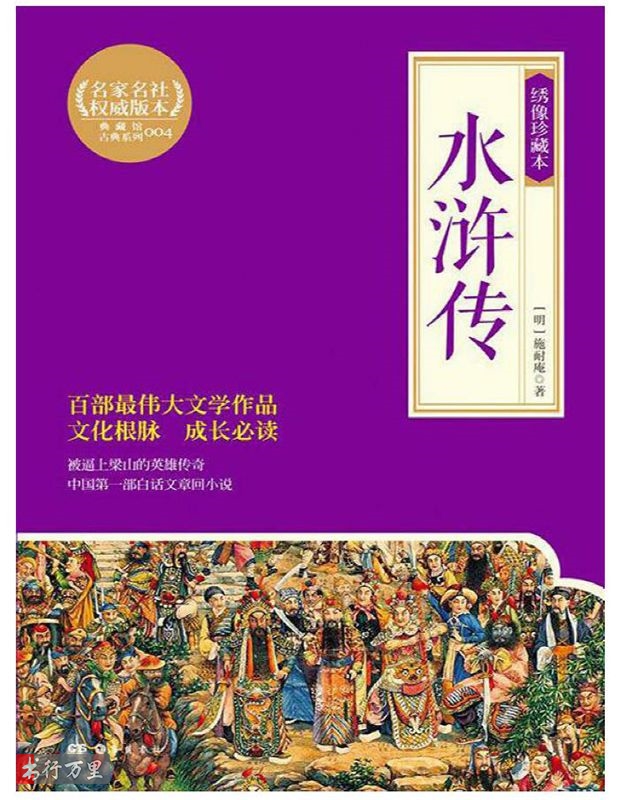 名家名社
权威版本
典藏馆
古典系列004
绣像珍藏本
水浒传
［明］施耐庵◎著
百部最伟大文学作品
文化根脉 成长必读
被逼上梁山的英雄传奇
中国第一部白话文章回小说
书行万里